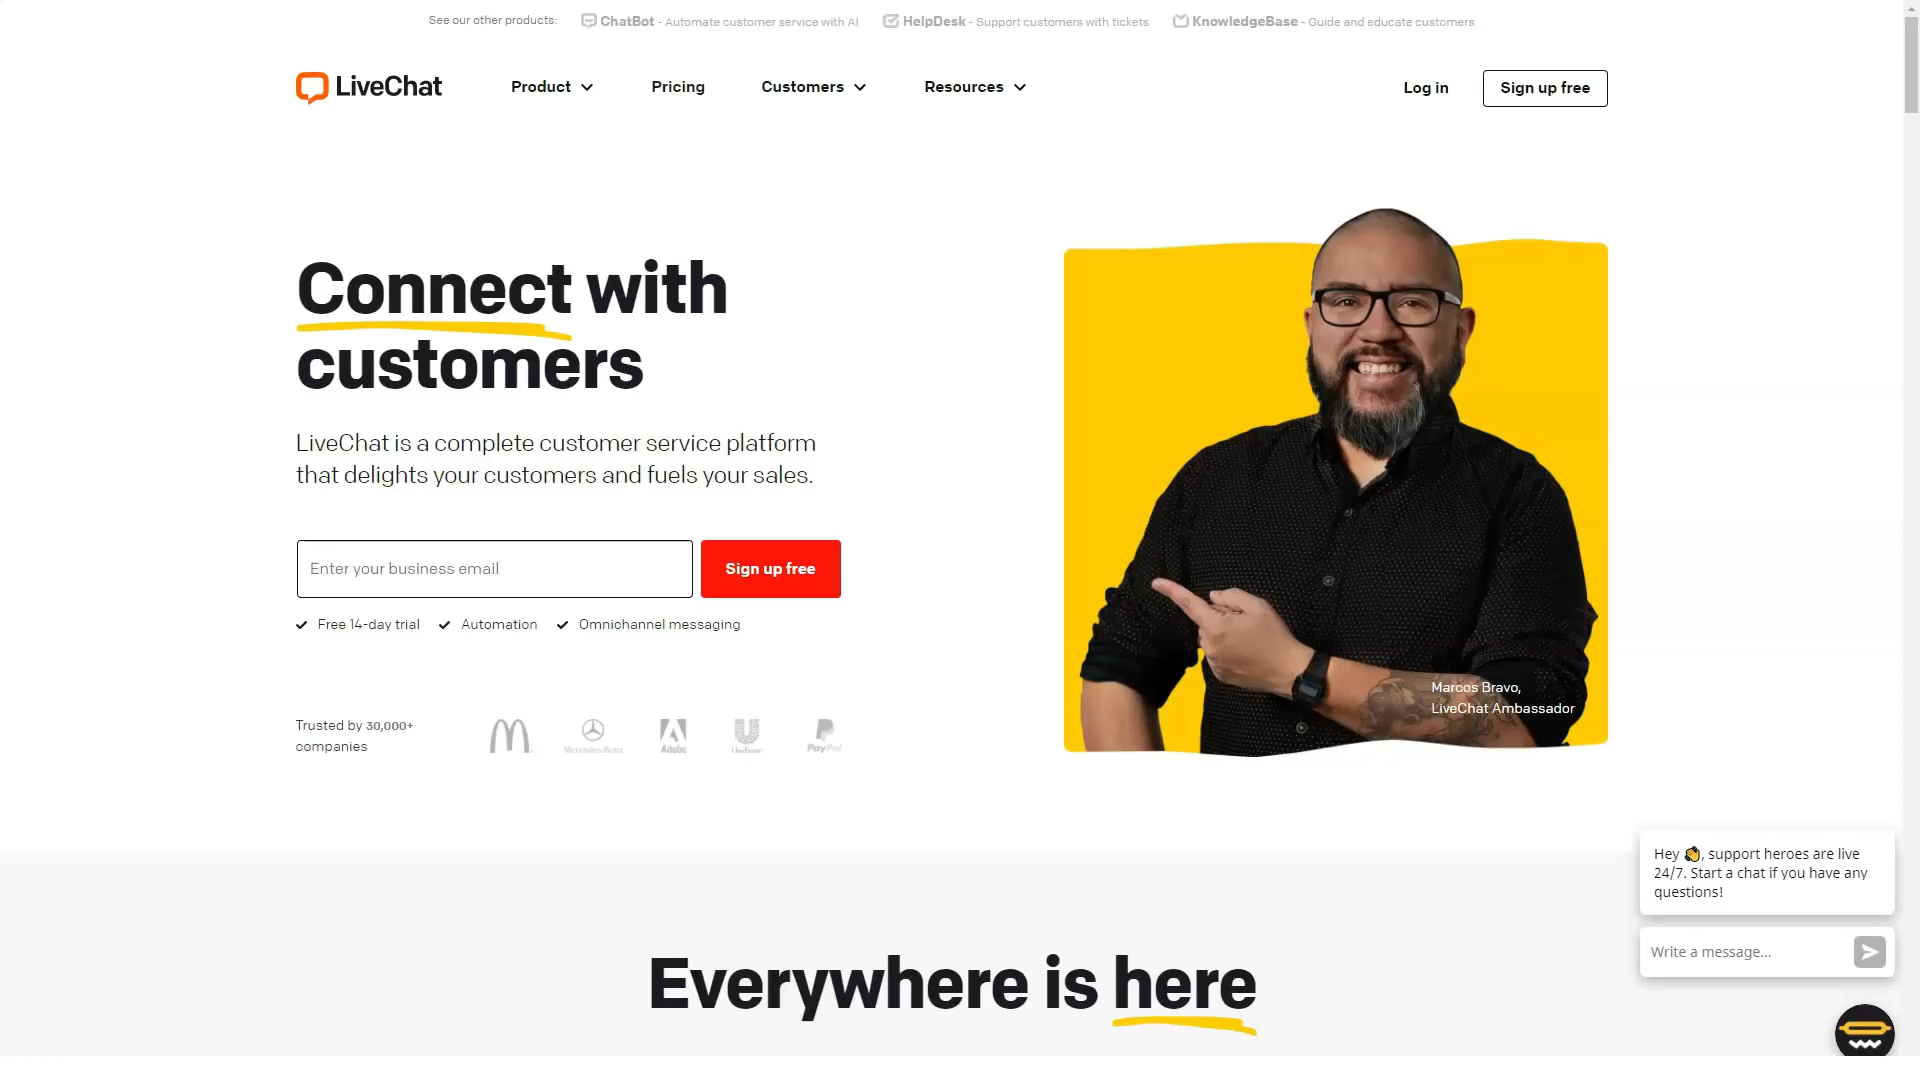 See our other products: ChatBot - Automate customer service with AI HelpDesk - Support customers with tickets KnowledgeBase - Guide and educate customers
LiveChat Product Pricing Customers Resources Log in Sign up free
Connect with
customers
LiveChat is a complete customer service platform
that delights your customers and fuels your sales.
Enter your business email Sign up free
Free 14-day trial Automation Omnichannel messaging
Trusted by 30,000+
companies
Mercedes-Benz Adobe Unilever PayPal
Marcos Bravo,
LiveChat Ambassador
Hey 👋, support heroes are live
24/7. Start a chat if you have any
questions!
Write a message...
Everywhere is here